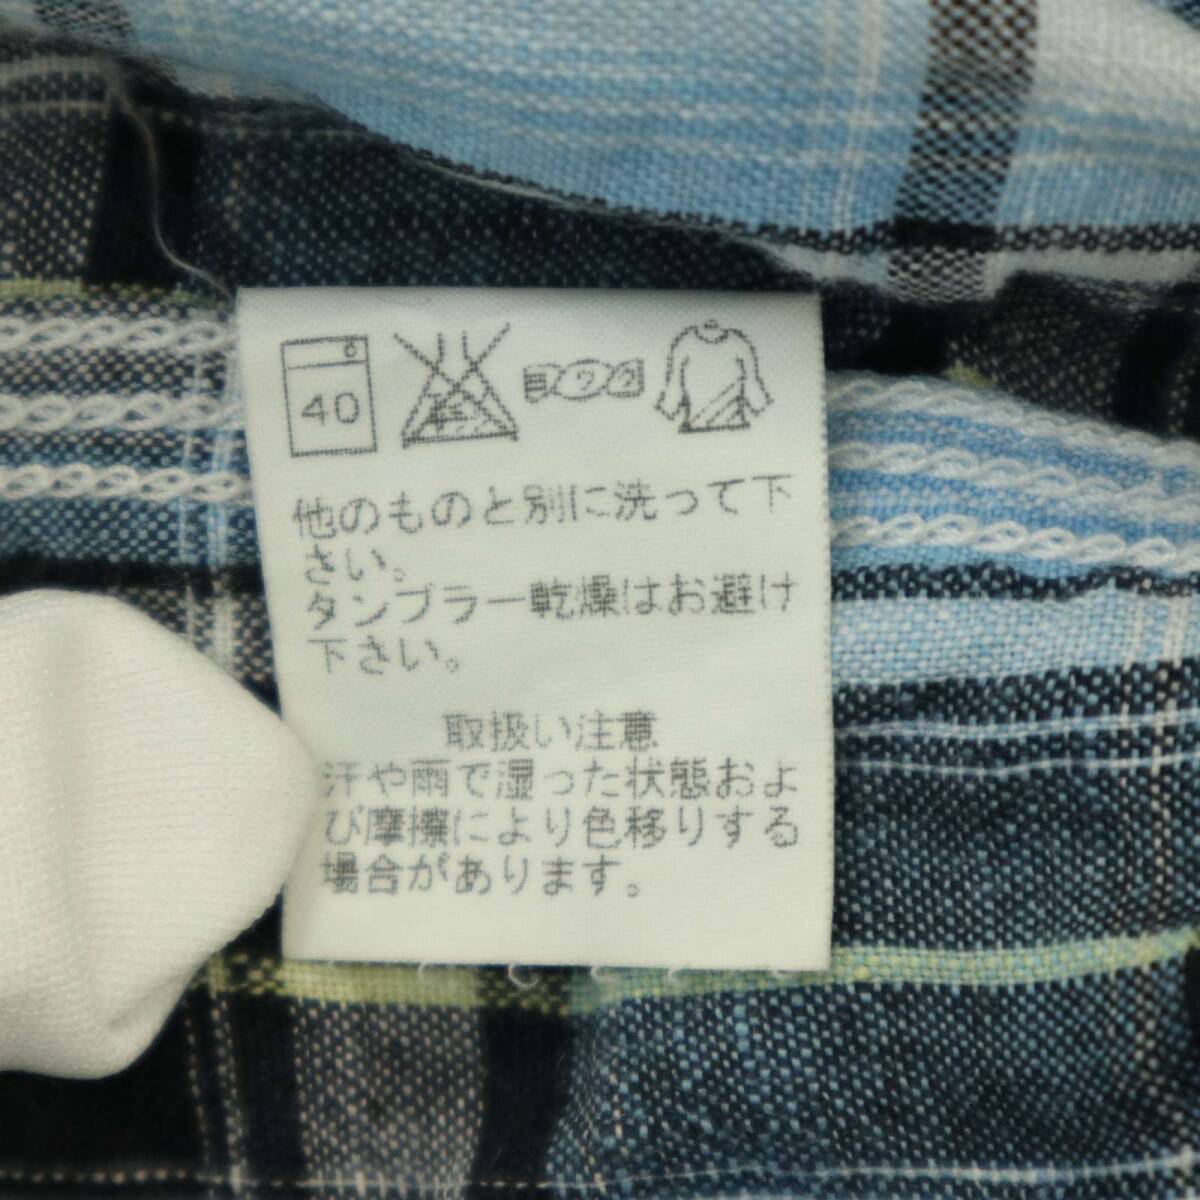 40
他のものと別に洗って下
さい。
タンブラー乾燥はお避け
下さい。
取扱い注意
汗や雨で湿った状態およ
び摩擦により色移りする
場合があります。